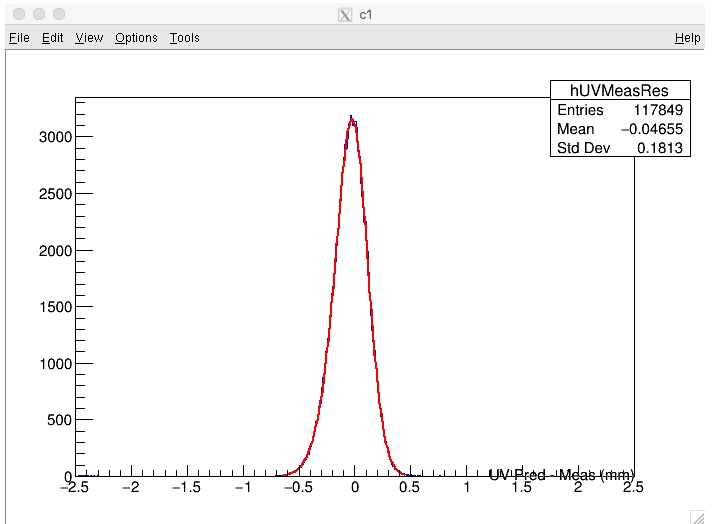 c1
File Edit View Options Tools Help
hUVMeasRes
Entries 117849
Mean −0.04655
Std Dev 0.1813
3000
2500
2000
1500
1000
500
0
−2.5 −2 −1.5 −1 −0.5 0 0.5 1 1.5 2 2.5
UV Pred - Meas (mm)